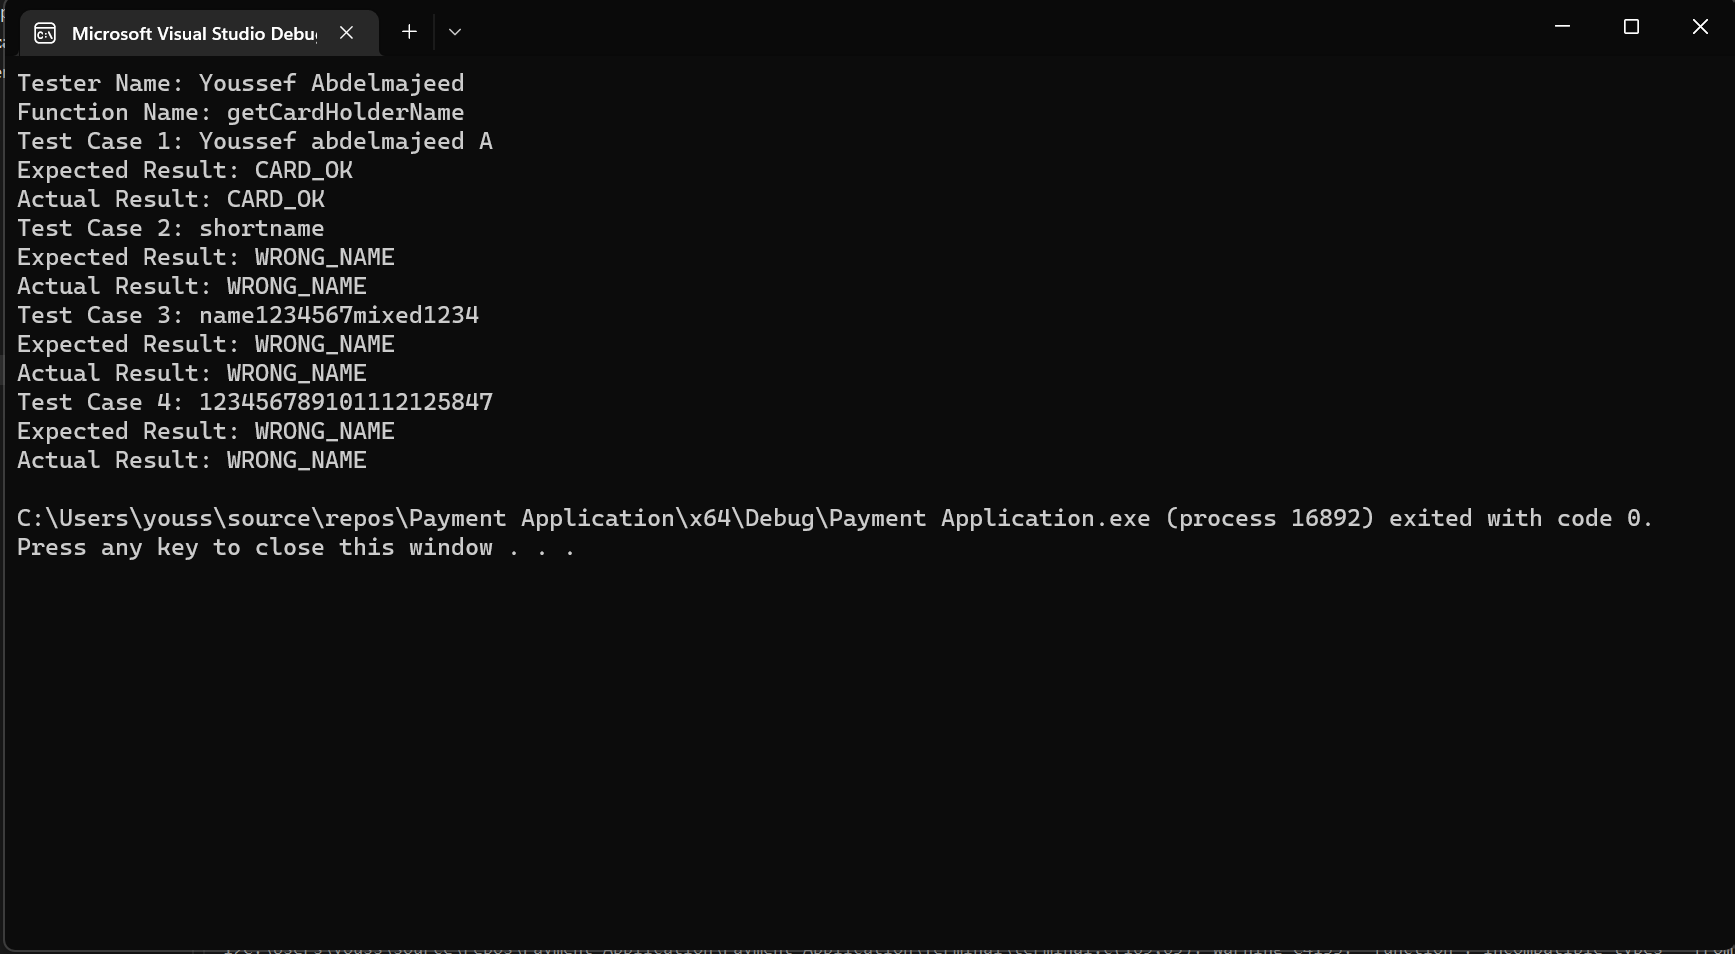 Microsoft Visual Studio Debu
Tester Name: Youssef Abdelmajeed
Function Name: getCardHolderName
Test Case 1: Youssef abdelmajeed A
Expected Result: CARD_OK
Actual Result: CARD_OK
Test Case 2: shortname
Expected Result: WRONG_NAME
Actual Result: WRONG_NAME
Test Case 3: name1234567mixed1234
Expected Result: WRONG_NAME
Actual Result: WRONG_NAME
Test Case 4: 123456789101112125847
Expected Result: WRONG_NAME
Actual Result: WRONG_NAME
C:\Users\youss\source\repos\Payment Application\x64\Debug\Payment Application.exe (process 16892) exited with code 0.
Press any key to close this window . . .